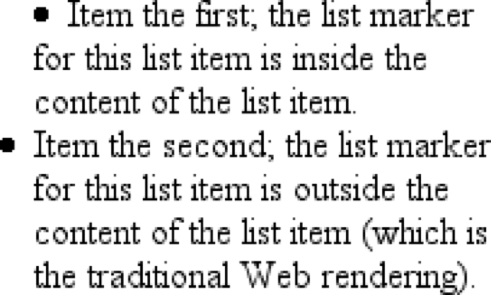 • Item the first; the list marker
for this list item is inside the
content of the list item.
• Item the second; the list marker
for this list item is outside the
content of the list item (which is
the traditional Web rendering).